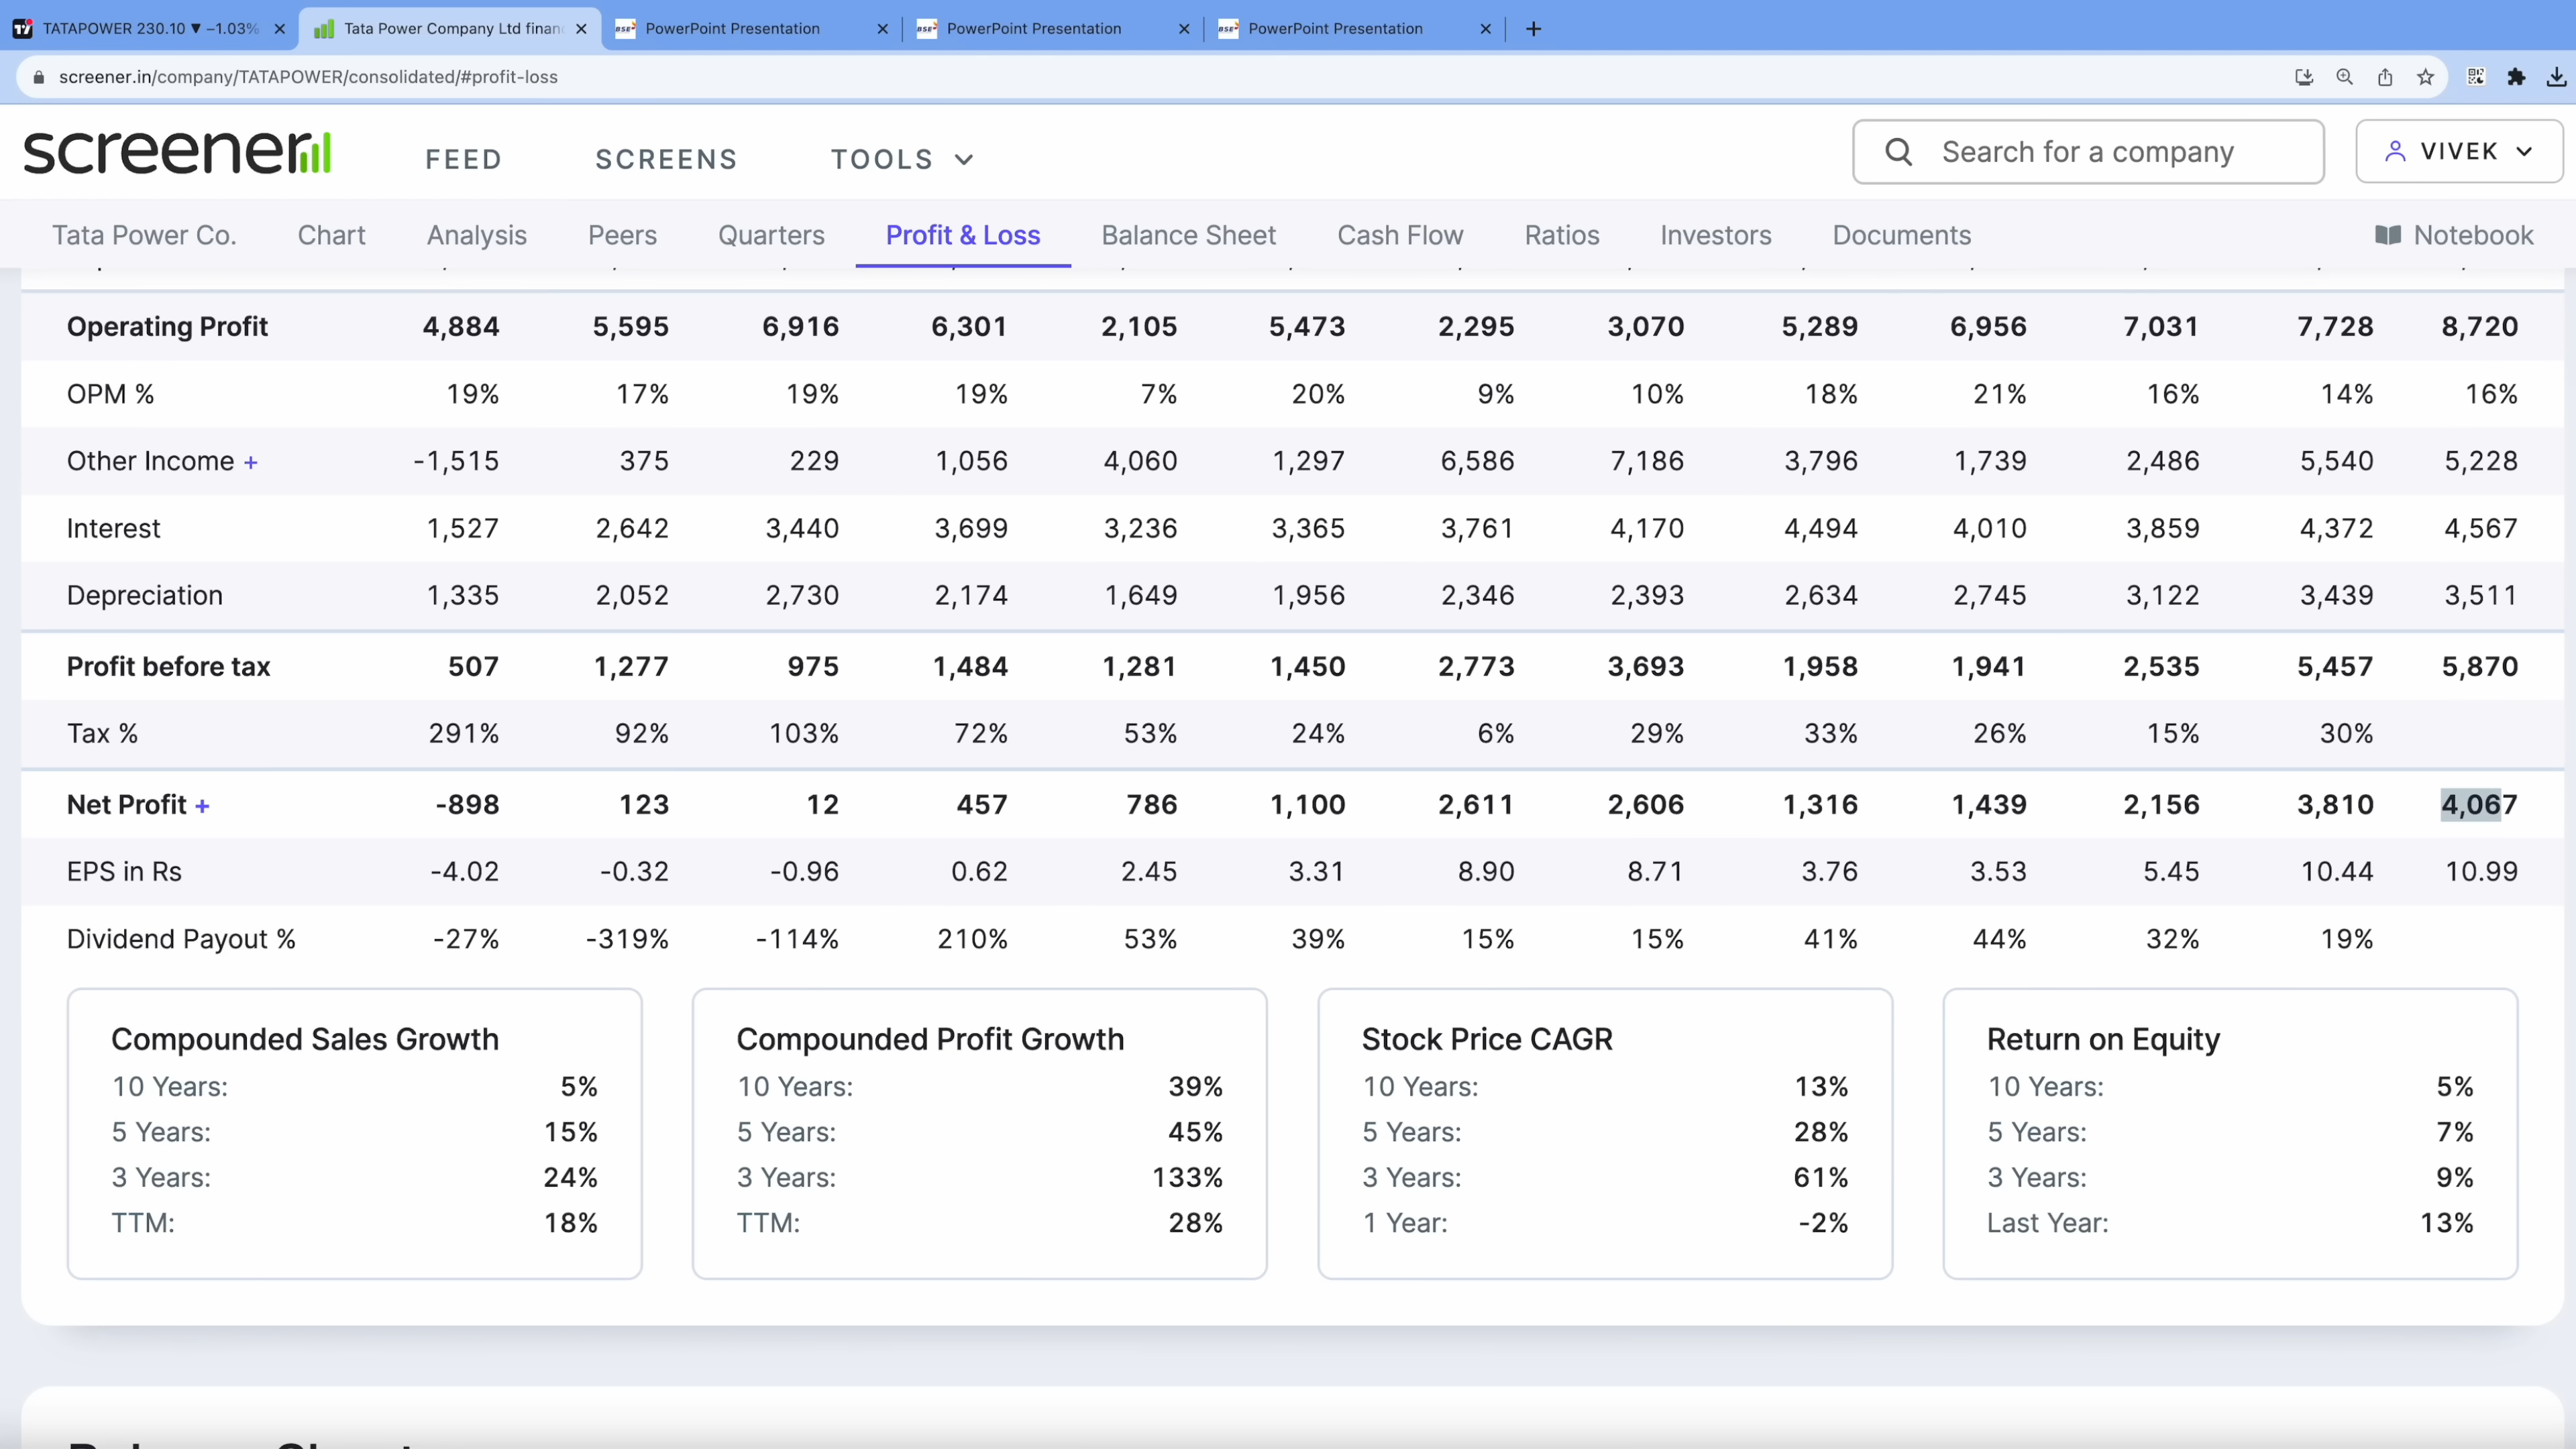 TATAPOWER 230.10 ▼ −1.03%
Tata Power Company Ltd finan
PowerPoint Presentation
PowerPoint Presentation
PowerPoint Presentation
screener.in/company/TATAPOWER/consolidated/#profit-loss
screener FEED SCREENS TOOLS Search for a company VIVEK
Tata Power Co. Chart Analysis Peers Quarters Profit & Loss Balance Sheet Cash Flow Ratios Investors Documents Notebook
Operating Profit 4,884 5,595 6,916 6,301 2,105 5,473 2,295 3,070 5,289 6,956 7,031 7,728 8,720
OPM % 19% 17% 19% 19% 7% 20% 9% 10% 18% 21% 16% 14% 16%
Other Income + -1,515 375 229 1,056 4,060 1,297 6,586 7,186 3,796 1,739 2,486 5,540 5,228
Interest 1,527 2,642 3,440 3,699 3,236 3,365 3,761 4,170 4,494 4,010 3,859 4,372 4,567
Depreciation 1,335 2,052 2,730 2,174 1,649 1,956 2,346 2,393 2,634 2,745 3,122 3,439 3,511
Profit before tax 507 1,277 975 1,484 1,281 1,450 2,773 3,693 1,958 1,941 2,535 5,457 5,870
Tax % 291% 92% 103% 72% 53% 24% 6% 29% 33% 26% 15% 30%
Net Profit + -898 123 12 457 786 1,100 2,611 2,606 1,316 1,439 2,156 3,810 4,067
EPS in Rs -4.02 -0.32 -0.96 0.62 2.45 3.31 8.90 8.71 3.76 3.53 5.45 10.44 10.99
Dividend Payout % -27% -319% -114% 210% 53% 39% 15% 15% 41% 44% 32% 19%
Compounded Sales Growth
10 Years: 5%
5 Years: 15%
3 Years: 24%
TTM: 18%
Compounded Profit Growth
10 Years: 39%
5 Years: 45%
3 Years: 133%
TTM: 28%
Stock Price CAGR
10 Years: 13%
5 Years: 28%
3 Years: 61%
1 Year: -2%
Return on Equity
10 Years: 5%
5 Years: 7%
3 Years: 9%
Last Year: 13%